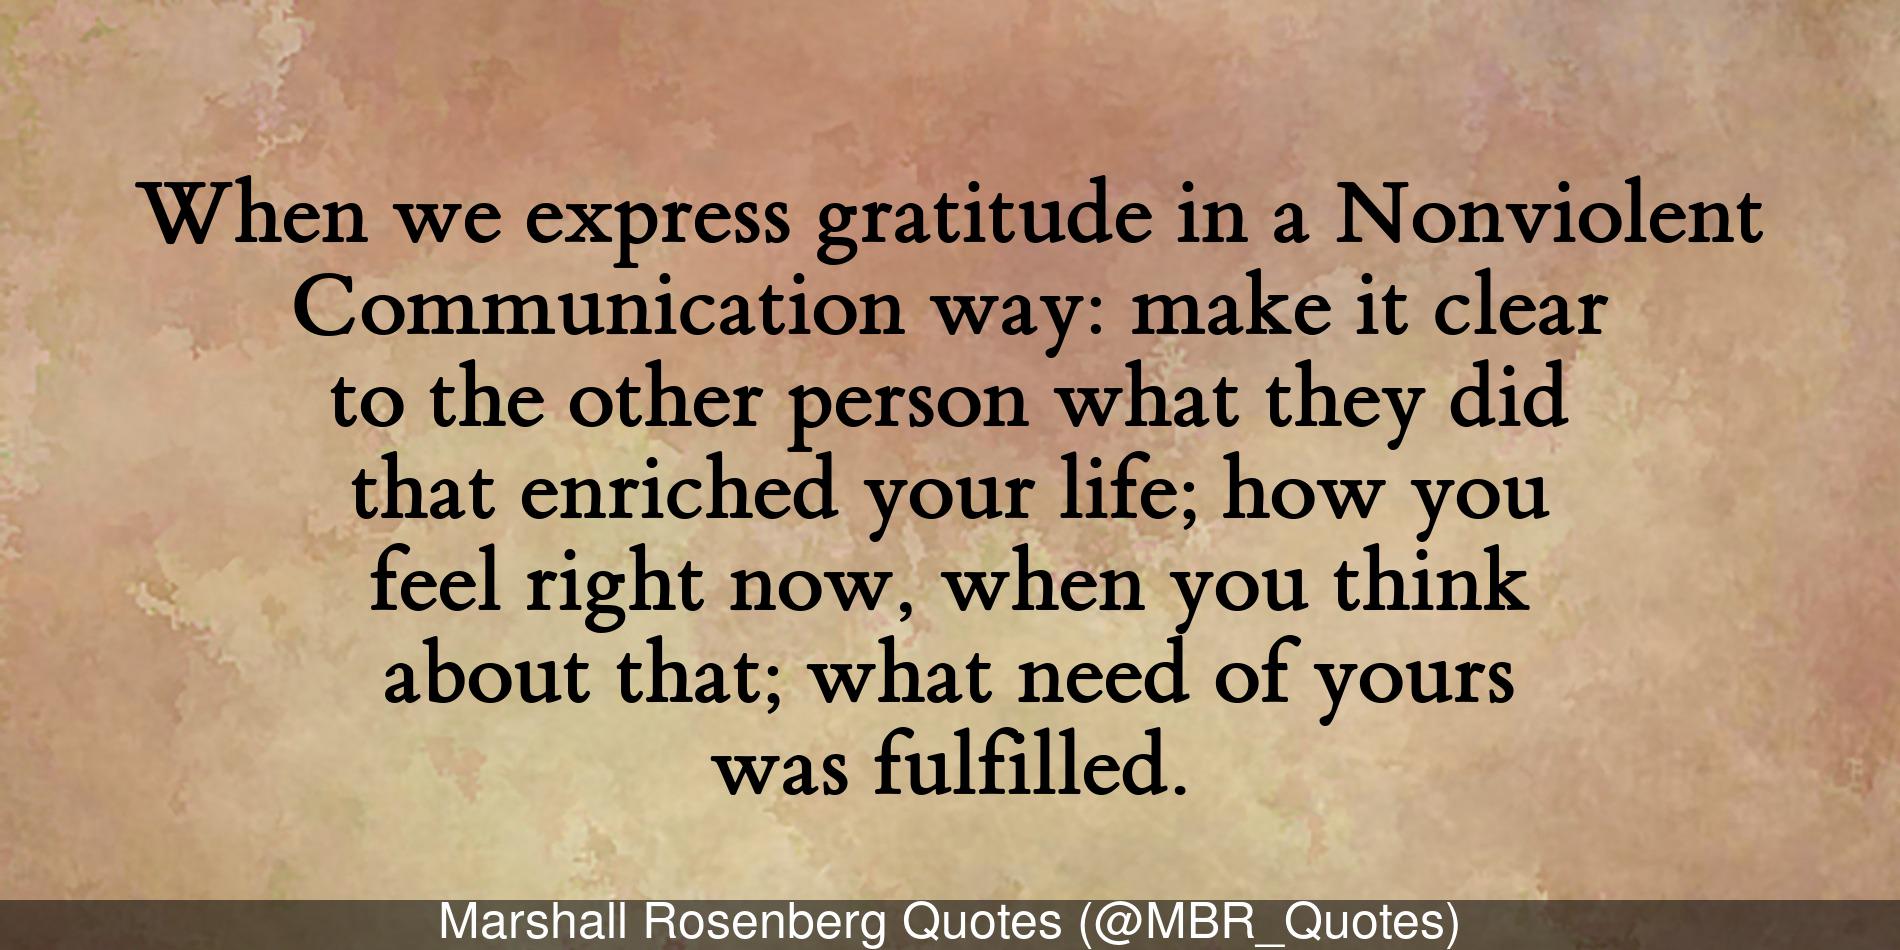 When we express gratitude in a Nonviolent
Communication way: make it clear
to the other person what they did
that enriched your life; how you
feel right now, when you think
about that; what need of yours
was fulfilled.
Marshall Rosenberg Quotes (@MBR_Quotes)